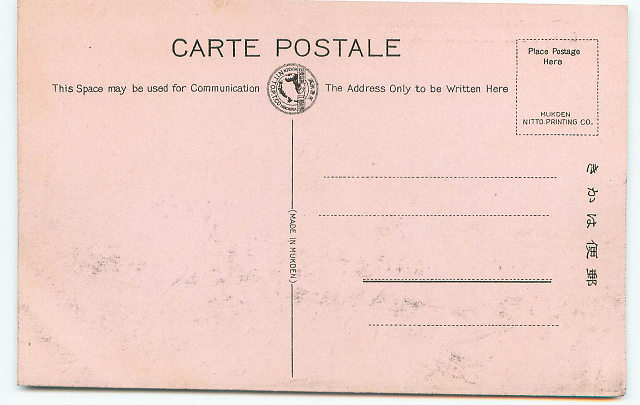 CARTE POSTALE
This Space may be used for Communication
The Address Only to be Written Here
Place Postage
Here
MUKDEN
NITTO PRINTING CO.
(MADE IN MUKDEN)
きかは便郵